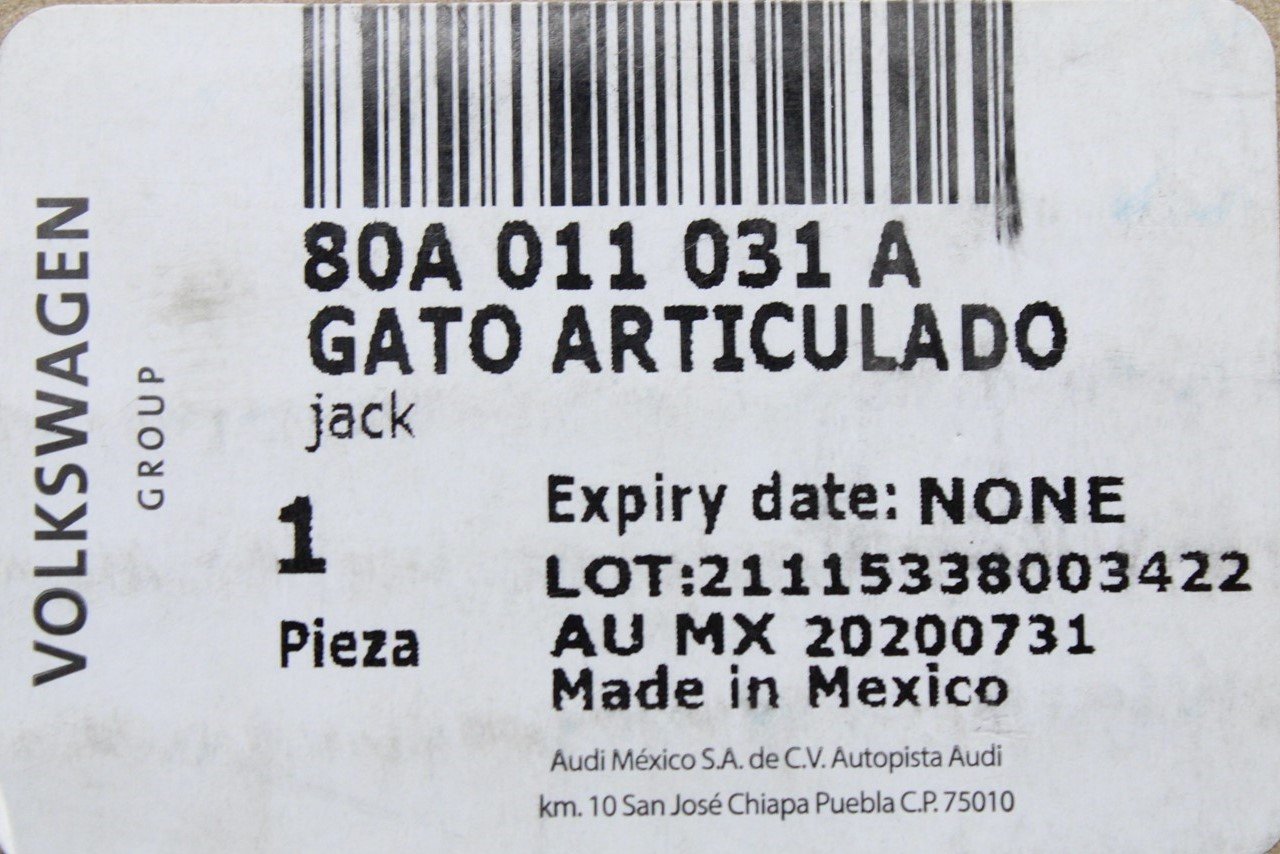 VOLKSWAGEN
GROUP
80A 011 031 A
GATO ARTICULADO
jack
1
Pieza
Expiry date: NONE
LOT:211153338003422
AU MX 20200731
Made in Mexico
Audi México S.A. de C.V. Autopista Audi
km. 10 San José Chiapa Puebla C.P. 75010